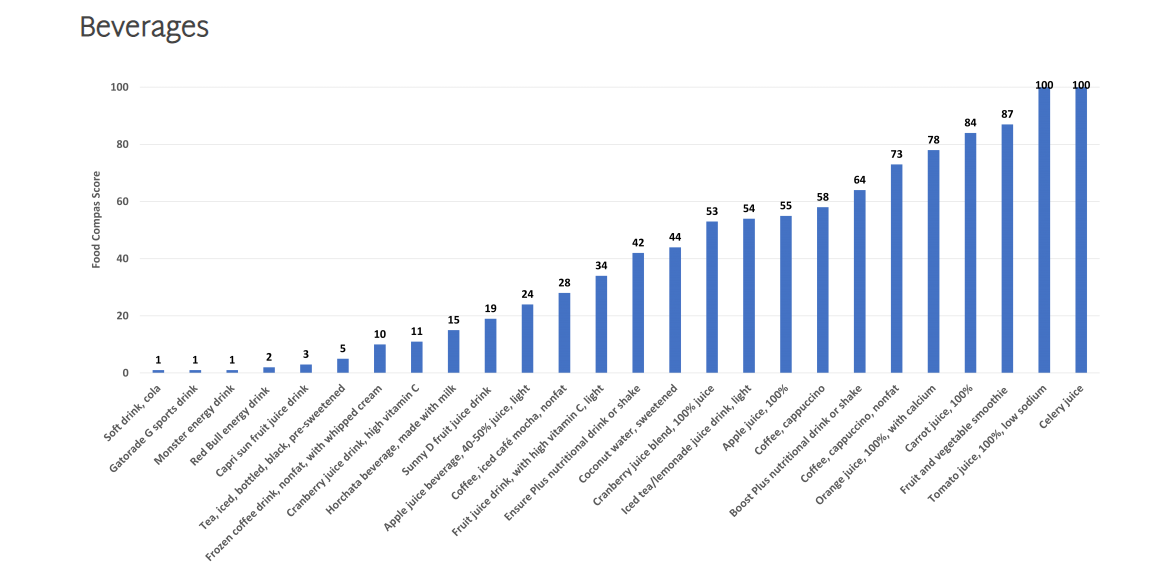 Beverages
100
80
60
40
20
0
Food Compas Score
1
1
1
2
3
5
10
11
15
19
24
28
34
42
44
53
54
55
58
64
73
78
84
87
100
100
Soft drink, cola
Gatorade G sports drink
Monster energy drink
Red Bull energy drink
Capri sun fruit juice drink
Tea, iced, bottled, black, pre-sweetened
Frozen coffee drink, nonfat, with whipped cream
Cranberry juice drink, high vitamin C
Horchata beverage, made with milk
Sunny D fruit juice drink
Apple juice beverage, 40-50% juice, light
Coffee, iced café mocha, nonfat
Fruit juice drink, with high vitamin C, light
Ensure Plus nutritional drink or shake
Coconut water, sweetened
Cranberry juice blend, 100% juice
Iced tea/lemonade juice drink, light
Apple juice, 100%
Coffee, cappuccino
Boost Plus nutritional drink or shake
Coffee, cappuccino, nonfat
Orange juice, 100%, with calcium
Carrot juice, 100%
Fruit and vegetable smoothie
Tomato juice, 100%, low sodium
Celery juice